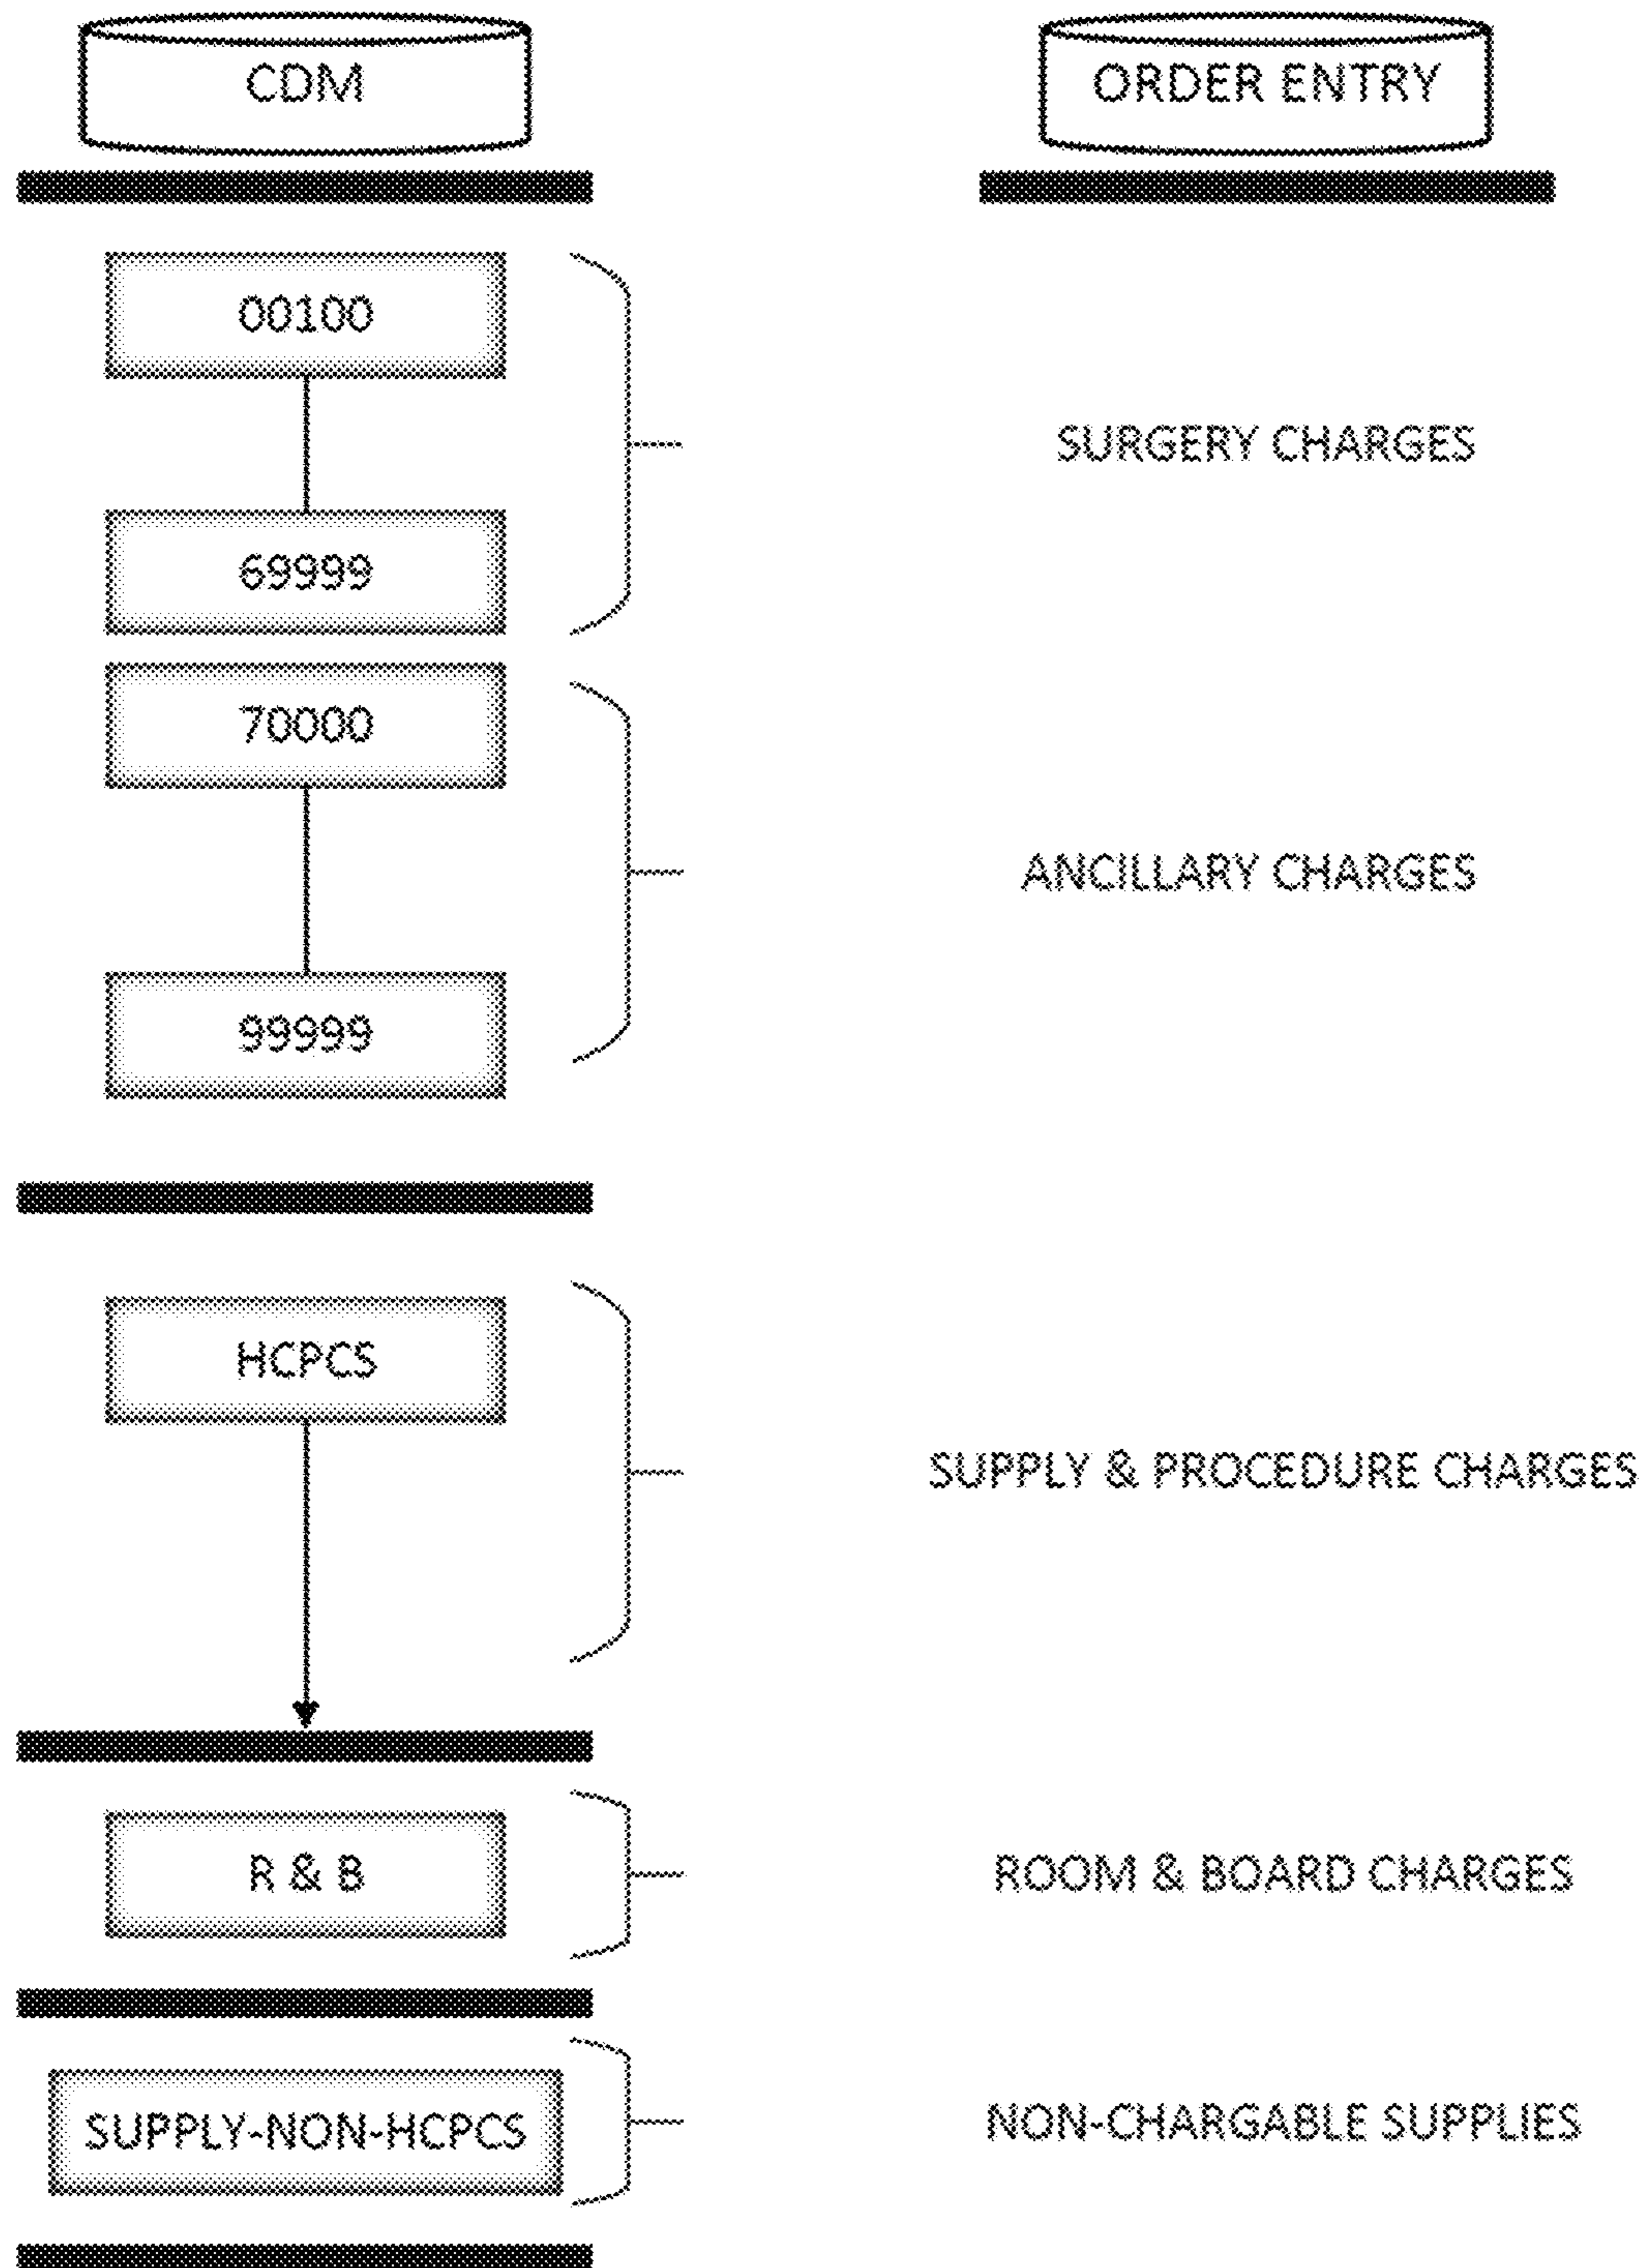 CDM
ORDER ENTRY
00100
SURGERY CHARGES
69999
70000
ANCILLARY CHARGES
99999
HCPCS
SUPPLY & PROCEDURE CHARGES
R & B
ROOM & BOARD CHARGES
SUPPLY-NON-HCPCS
NON-CHARGABLE SUPPLIES